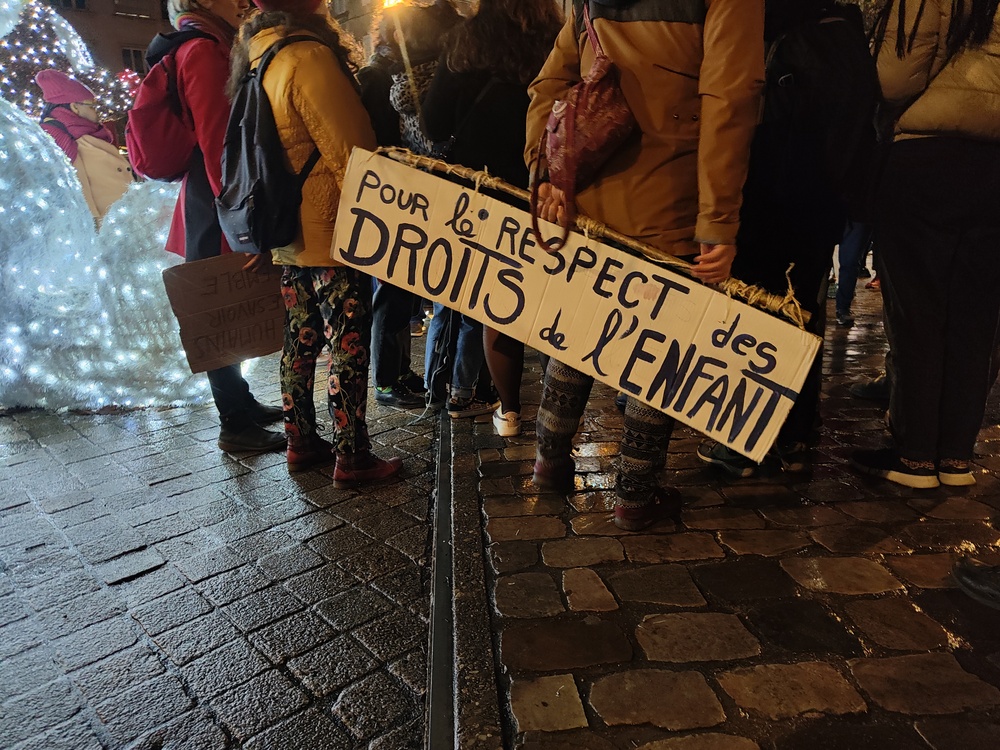 POUR le RESPECT des
DROITS de l'ENFANT